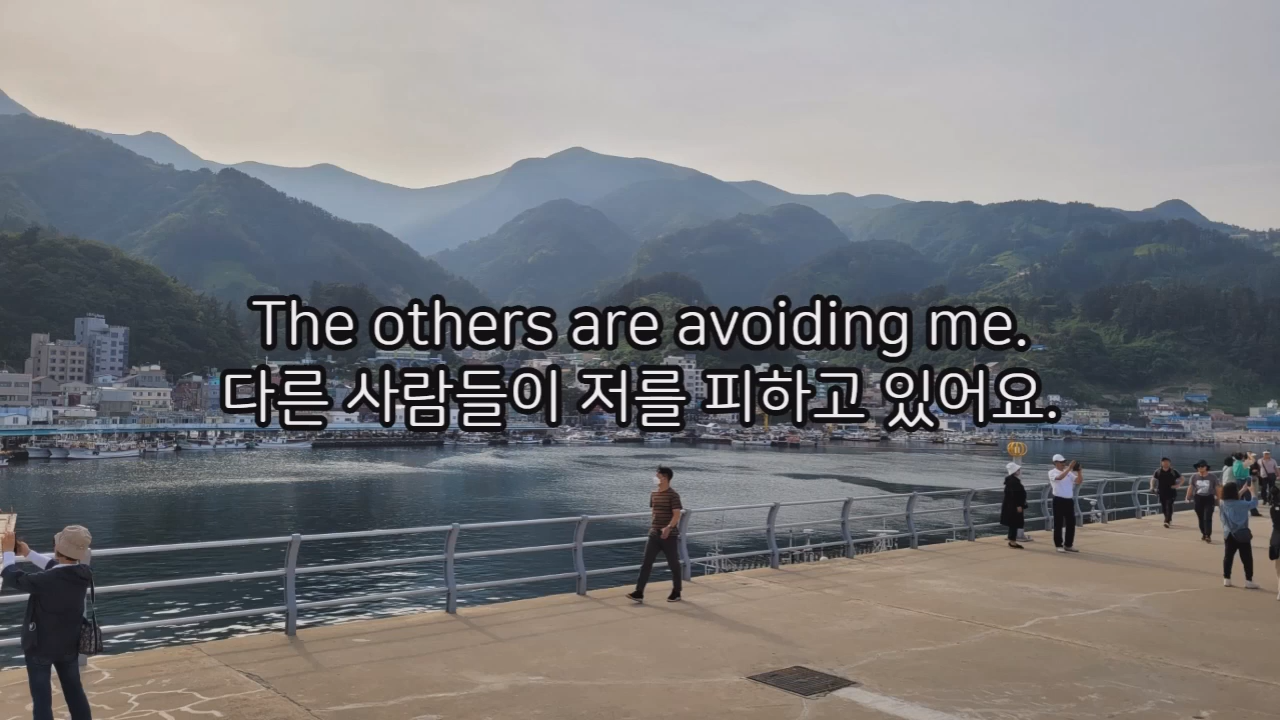 The others are avoiding me.
다른 사람들이 저를 피하고 있어요.